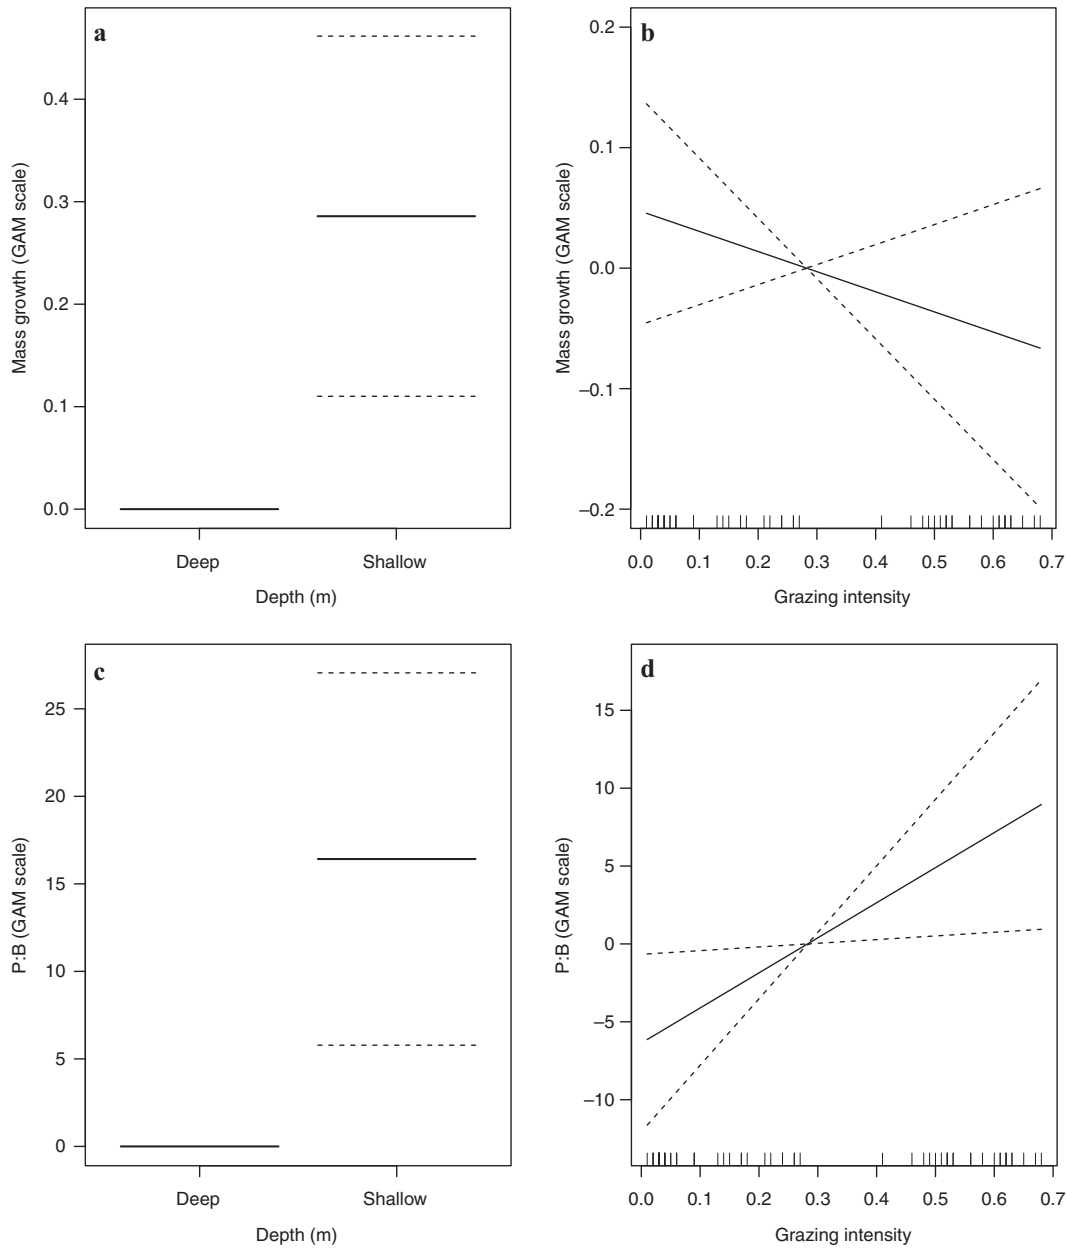 a
0.4
0.3
0.2
0.1
0.0
Mass growth (GAM scale)
Deep
Shallow
Depth (m)
b
0.2
0.1
0.0
−0.1
−0.2
Mass growth (GAM scale)
0.0 0.1 0.2 0.3 0.4 0.5 0.6 0.7
Grazing intensity
c
25
20
15
10
5
0
P:B (GAM scale)
Deep
Shallow
Depth (m)
d
15
10
5
0
−5
−10
P:B (GAM scale)
0.0 0.1 0.2 0.3 0.4 0.5 0.6 0.7
Grazing intensity